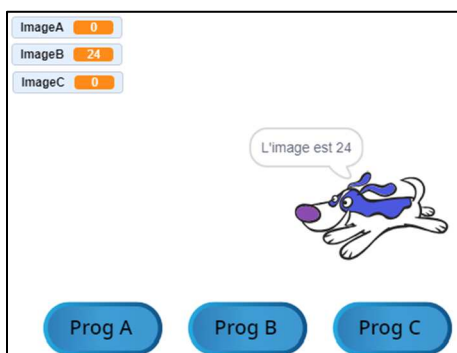 ImageA 0
ImageB 24
ImageC 0
L'image est 24
Prog A Prog B Prog C